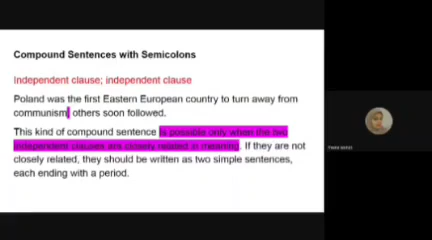 Compound Sentences with Semicolons
Independent clause; independent clause
Poland was the first Eastern European country to turn away from
communism; others soon followed.
This kind of compound sentence is possible only when the two
independent clauses are closely related in meaning. If they are not
closely related, they should be written as two simple sentences,
each ending with a period.